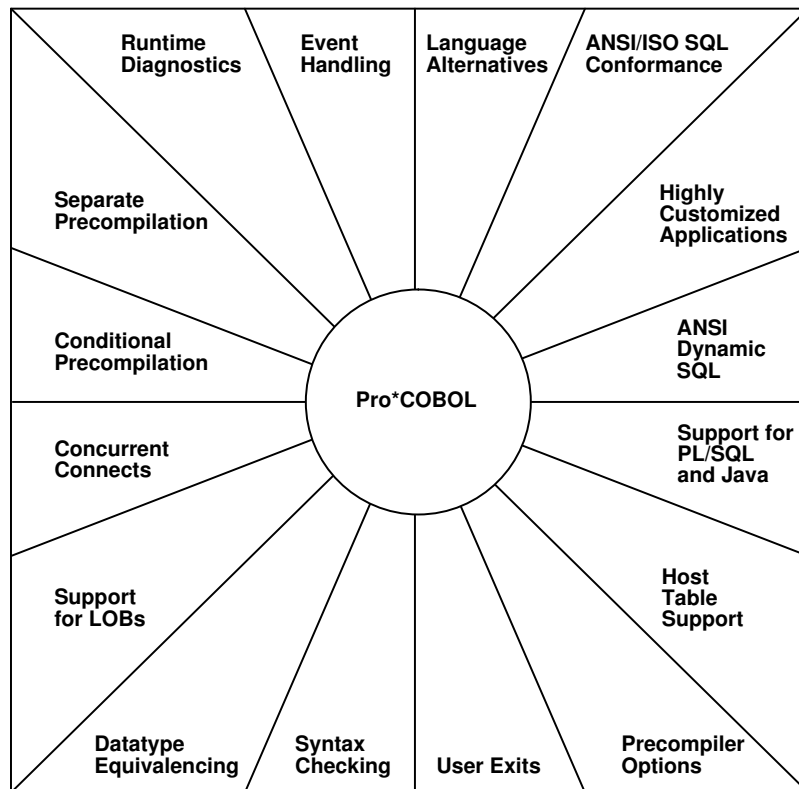 Runtime
Diagnostics
Event
Handling
Language
Alternatives
ANSI/ISO SQL
Conformance
Separate
Precompilation
Highly
Customized
Applications
Conditional
Precompilation
ANSI
Dynamic
SQL
Pro*COBOL
Concurrent
Connects
Support for
PL/SQL
and Java
Support
for LOBs
Host
Table
Support
Datatype
Equivalencing
Syntax
Checking
User Exits
Precompiler
Options